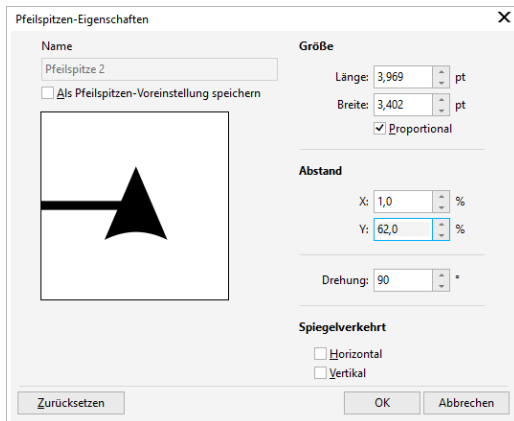 Pfeilspitzen-Eigenschaften
Name
Pfeilspitze 2
Als Pfeilspitzen-Voreinstellung speichern
Größe
Länge: 3,969 pt
Breite: 3,402 pt
Proportional
Abstand
X: 1,0 %
Y: 62,0 %
Drehung: 90 °
Spiegelverkehrt
Horizontal
Vertikal
Zurücksetzen OK Abbrechen